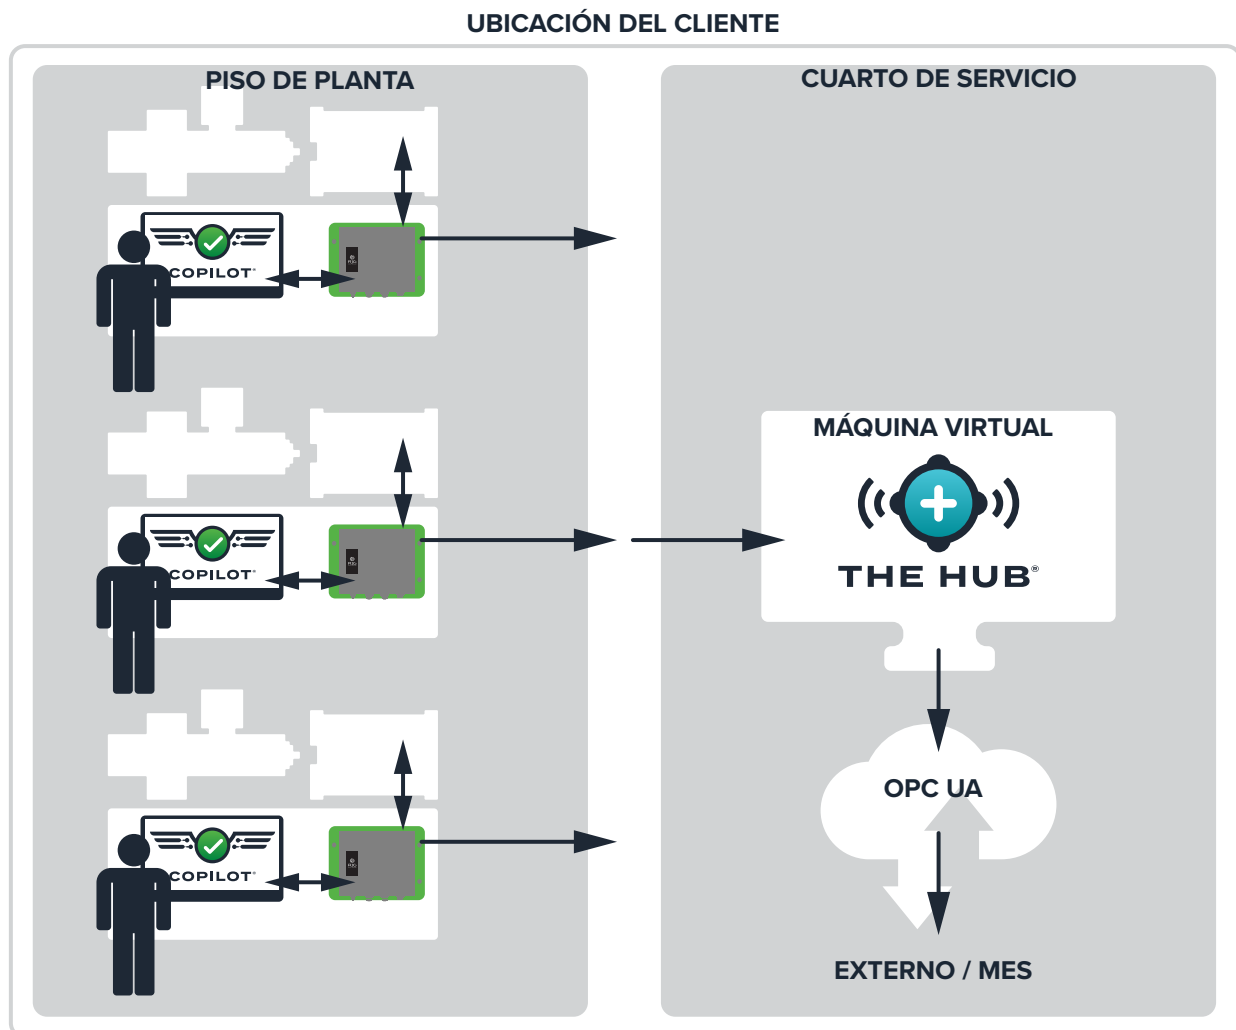 UBICACIÓN DEL CLIENTE
PISO DE PLANTA
CUARTO DE SERVICIO
COPILOT®
MÁQUINA VIRTUAL
THE HUB®
COPILOT®
OPC UA
COPILOT®
EXTERNO / MES